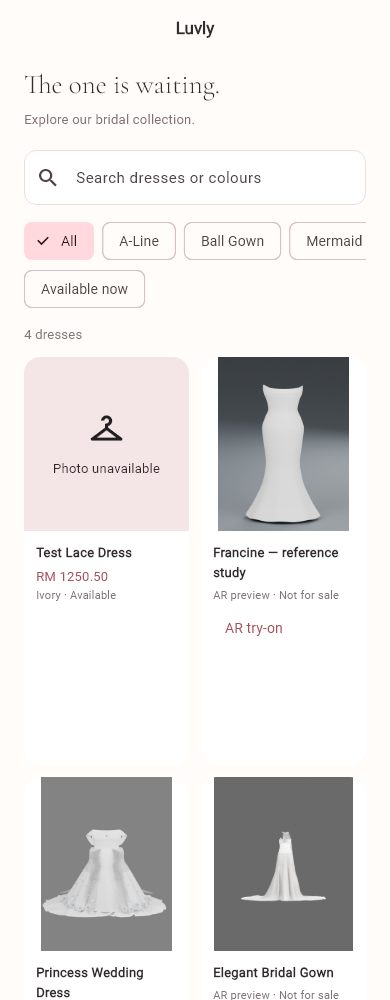 Luvly
The one is waiting.
Explore our bridal collection.
Search dresses or colours
All
A-Line
Ball Gown
Mermaid
Available now
4 dresses
Photo unavailable
Test Lace Dress
RM 1250.50
Ivory · Available
Francine — reference
study
AR preview · Not for sale
AR try-on
Princess Wedding
Dress
Elegant Bridal Gown
AR preview · Not for sale